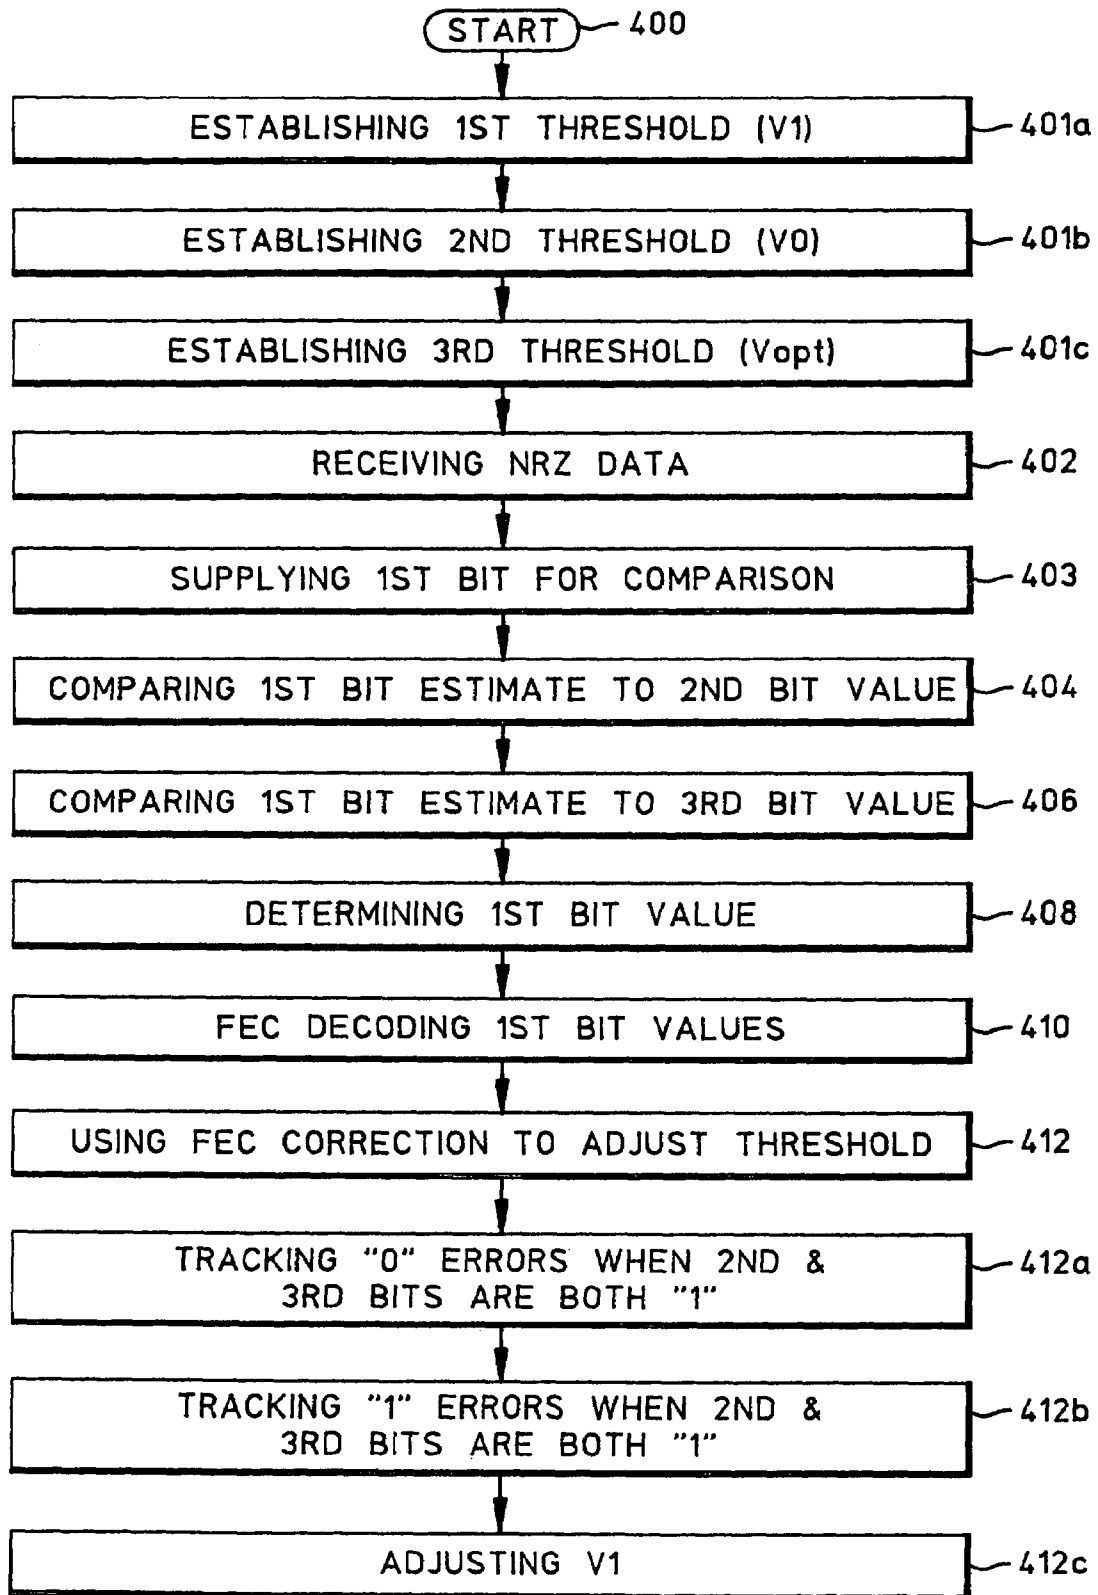 START 400
ESTABLISHING 1ST THRESHOLD (V1) 401a
ESTABLISHING 2ND THRESHOLD (V0) 401b
ESTABLISHING 3RD THRESHOLD (Vopt) 401c
RECEIVING NRZ DATA 402
SUPPLYING 1ST BIT FOR COMPARISON 403
COMPARING 1ST BIT ESTIMATE TO 2ND BIT VALUE 404
COMPARING 1ST BIT ESTIMATE TO 3RD BIT VALUE 406
DETERMINING 1ST BIT VALUE 408
FEC DECODING 1ST BIT VALUES 410
USING FEC CORRECTION TO ADJUST THRESHOLD 412
TRACKING "0" ERRORS WHEN 2ND & 412a
3RD BITS ARE BOTH "1"
TRACKING "1" ERRORS WHEN 2ND & 412b
3RD BITS ARE BOTH "1"
ADJUSTING V1 412c